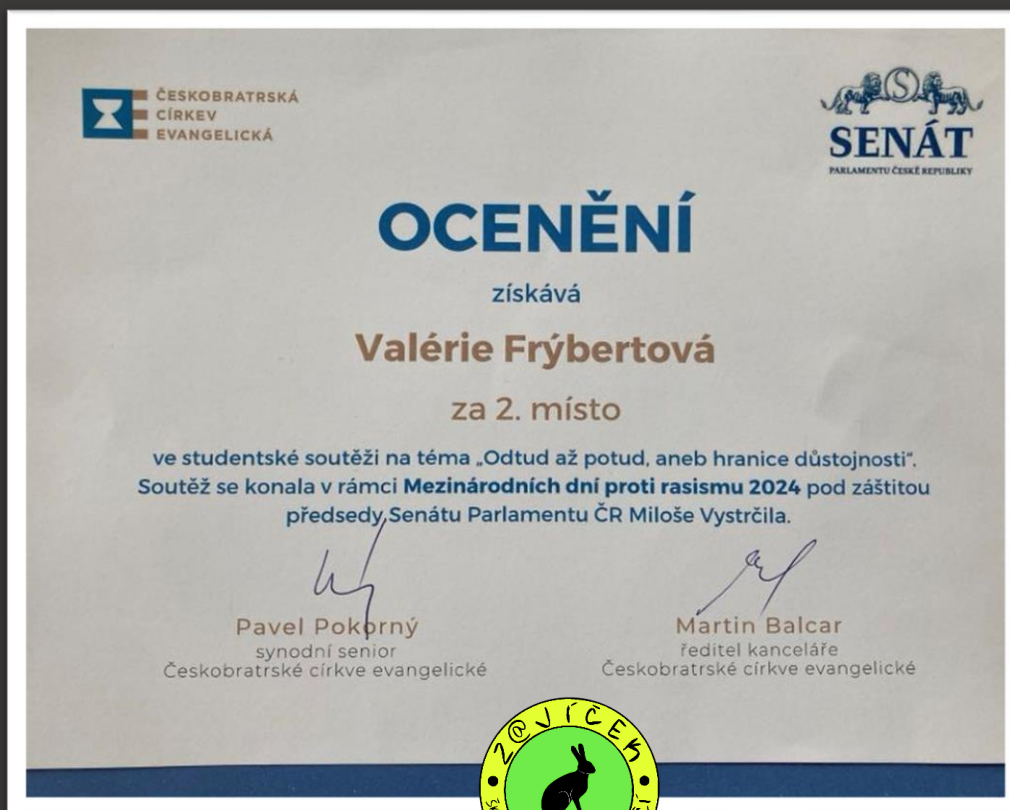 ČESKOBRATRSKÁ
CÍRKEV
EVANGELICKÁ
SENÁT
PARLAMENTU ČESKÉ REPUBLIKY
OCENĚNÍ
získává
Valérie Frýbertová
za 2. místo
ve studentské soutěži na téma „Odtud až potud, aneb hranice důstojnosti“.
Soutěž se konala v rámci Mezinárodních dní proti rasismu 2024 pod záštitou
předsedy Senátu Parlamentu ČR Miloše Vystrčila.
Pavel Pokorný
synodní senior
Českobratrské církve evangelické
Martin Balcar
ředitel kanceláře
Českobratrské církve evangelické
Z@JÍČEK